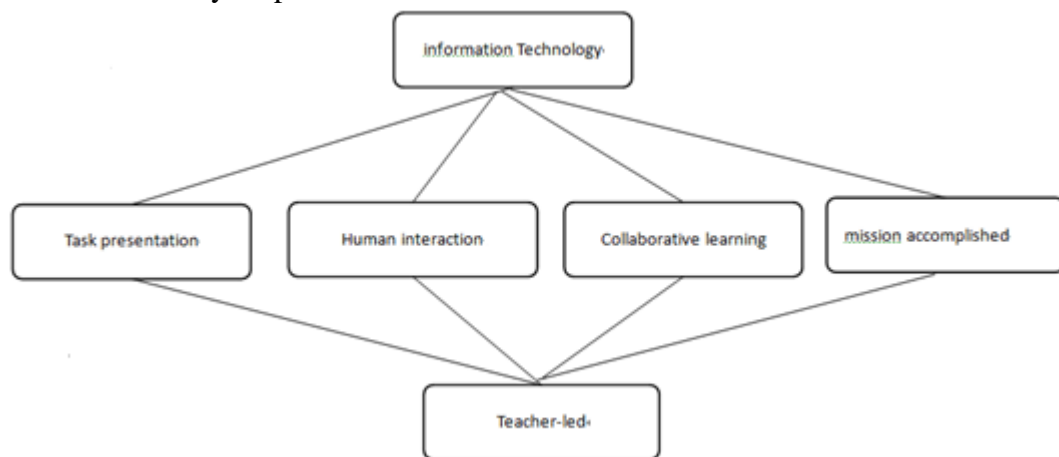 information Technology
Task presentation
Human interaction
Collaborative learning
mission accomplished
Teacher-led